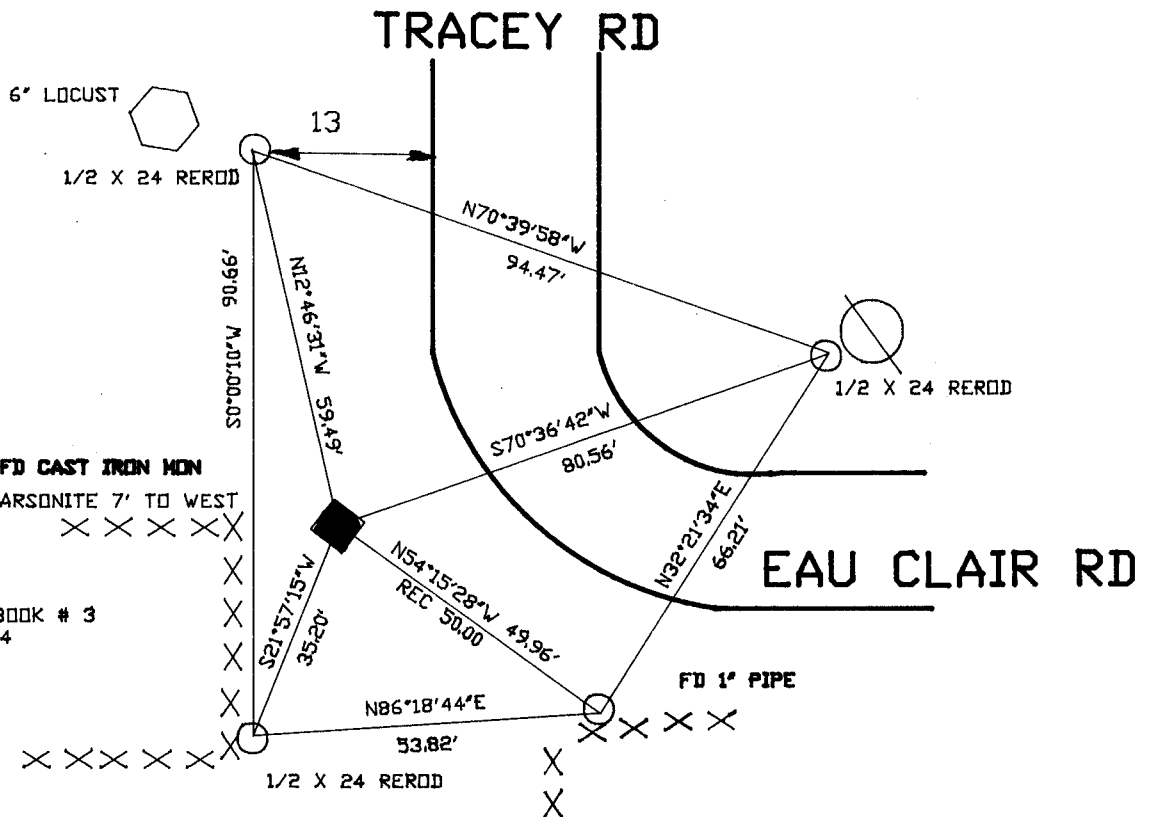 TRACEY RD
6" LOCUST
13
1/2 X 24 REROD
N70°39'58"W
94.47'
S0°00'10"W 90.66'
N12°46'31"W 59.49'
1/2 X 24 REROD
S70°36'42"W
80.56'
FD CAST IRON MON
ARSONITE 7' TO WEST
N32°21'34"E
66.21'
EAU CLAIR RD
N54°15'28"W 49.96'
REC 50.00
BOOK # 3
4
S21°57'15"W
35.20'
FD 1" PIPE
N86°18'44"E
53.82'
1/2 X 24 REROD